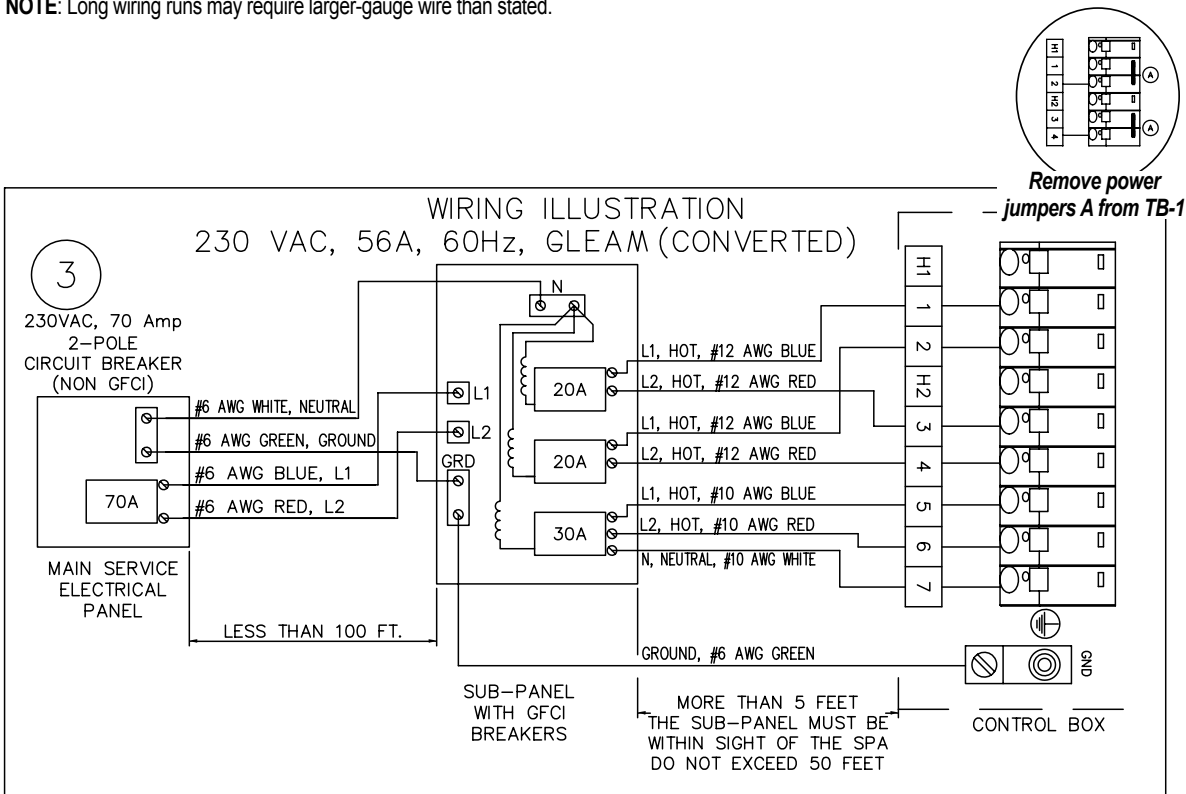 NOTE: Long wiring runs may require larger-gauge wire than stated.
H1
1
2
H2
3
4
A
A
Remove power
jumpers A from TB-1
WIRING ILLUSTRATION
230 VAC, 56A, 60Hz, GLEAM (CONVERTED)
3
230VAC, 70 Amp
2-POLE
CIRCUIT BREAKER
(NON GFCI)
#6 AWG WHITE, NEUTRAL
#6 AWG GREEN, GROUND
#6 AWG BLUE, L1
#6 AWG RED, L2
70A
MAIN SERVICE
ELECTRICAL
PANEL
LESS THAN 100 FT.
N
L1
L2
GRD
20A
20A
30A
SUB-PANEL
WITH GFCI
BREAKERS
L1, HOT, #12 AWG BLUE
L2, HOT, #12 AWG RED
L1, HOT, #12 AWG BLUE
L2, HOT, #12 AWG RED
L1, HOT, #10 AWG BLUE
L2, HOT, #10 AWG RED
N, NEUTRAL, #10 AWG WHITE
GROUND, #6 AWG GREEN
MORE THAN 5 FEET
THE SUB-PANEL MUST BE
WITHIN SIGHT OF THE SPA
DO NOT EXCEED 50 FEET
H1
1
2
H2
3
4
5
6
7
GND
CONTROL BOX